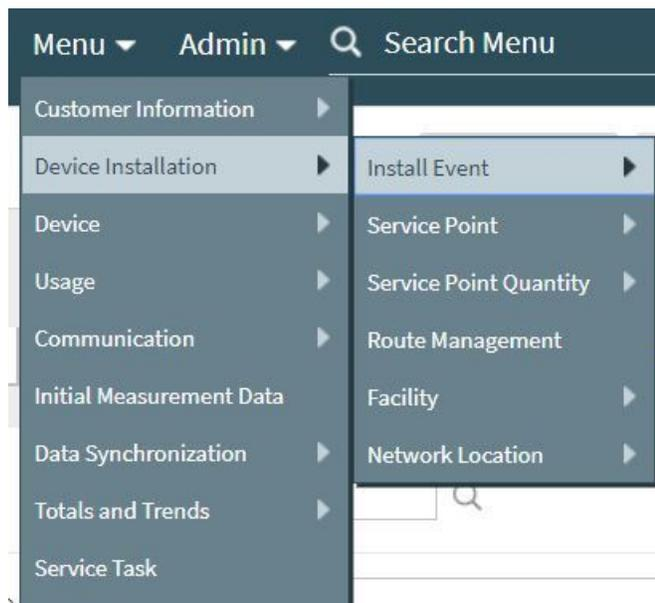 Menu Admin Search Menu
Customer Information
Device Installation
Device
Usage
Communication
Initial Measurement Data
Data Synchronization
Totals and Trends
Service Task
Install Event
Service Point
Service Point Quantity
Route Management
Facility
Network Location